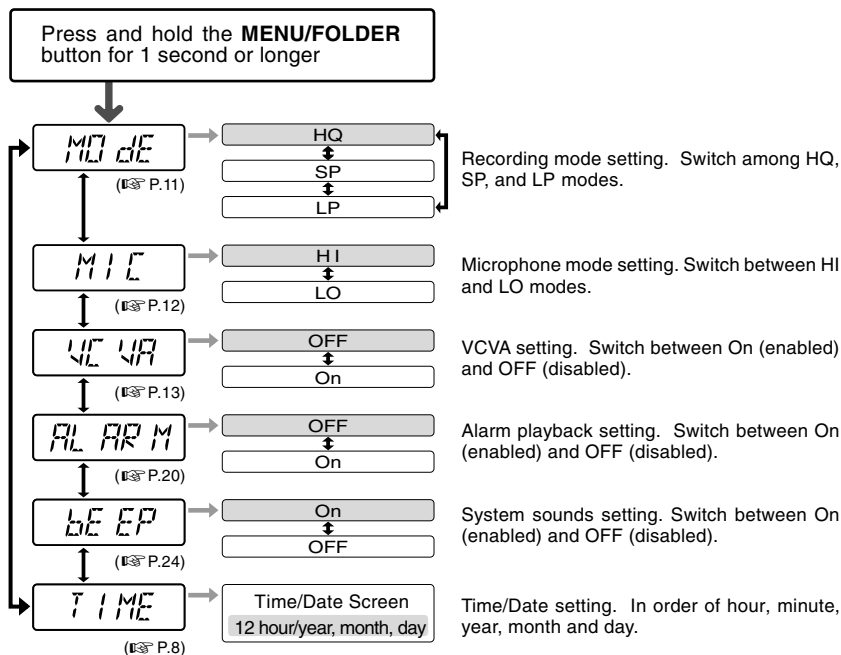 Press and hold the MENU/FOLDER
button for 1 second or longer
MO dE
(☞ P.11)
HQ
SP
LP
Recording mode setting. Switch among HQ,
SP, and LP modes.
MIC
(☞ P.12)
HI
LO
Microphone mode setting. Switch between HI
and LO modes.
VC VA
(☞ P.13)
OFF
On
VCVA setting. Switch between On (enabled)
and OFF (disabled).
AL AR M
(☞ P.20)
OFF
On
Alarm playback setting. Switch between On
(enabled) and OFF (disabled).
bE EP
(☞ P.24)
On
OFF
System sounds setting. Switch between On
(enabled) and OFF (disabled).
TIME
(☞ P.8)
Time/Date Screen
12 hour/year, month, day
Time/Date setting. In order of hour, minute,
year, month and day.